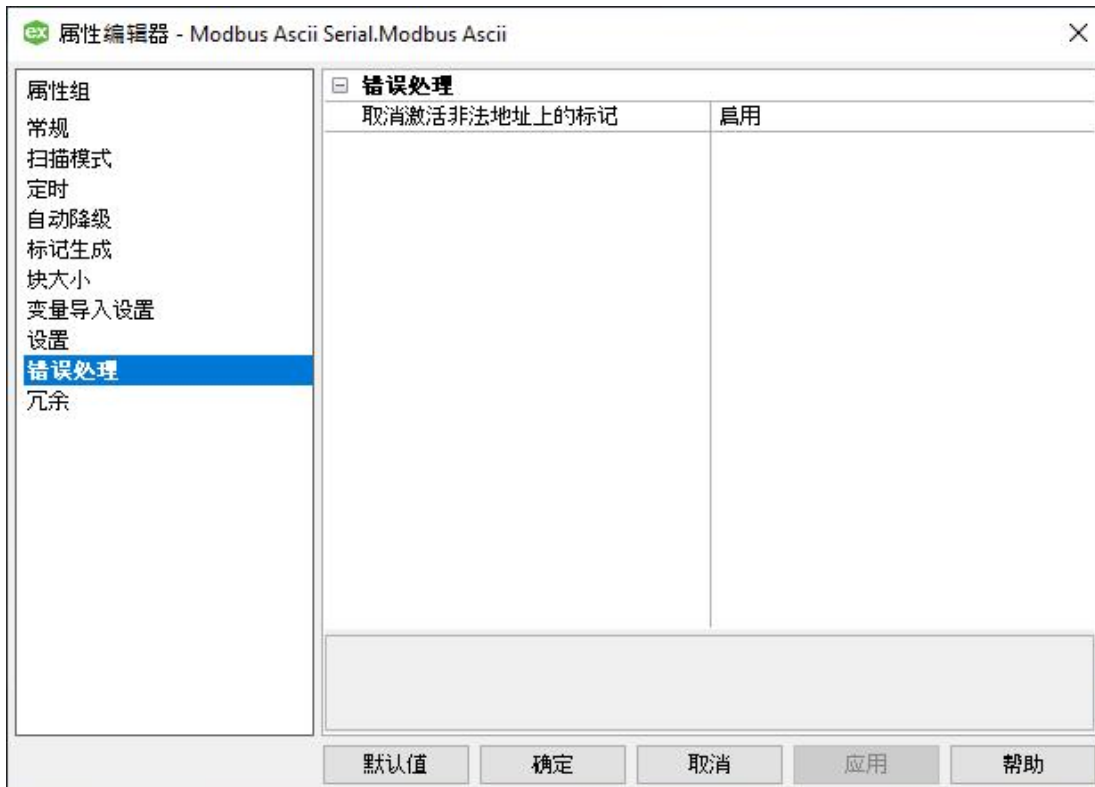 ex 属性编辑器 - Modbus Ascii Serial.Modbus Ascii
属性组
常规
扫描模式
定时
自动降级
标记生成
块大小
变量导入设置
设置
错误处理
冗余
错误处理
取消激活非法地址上的标记 启用
默认值 确定 取消 应用 帮助